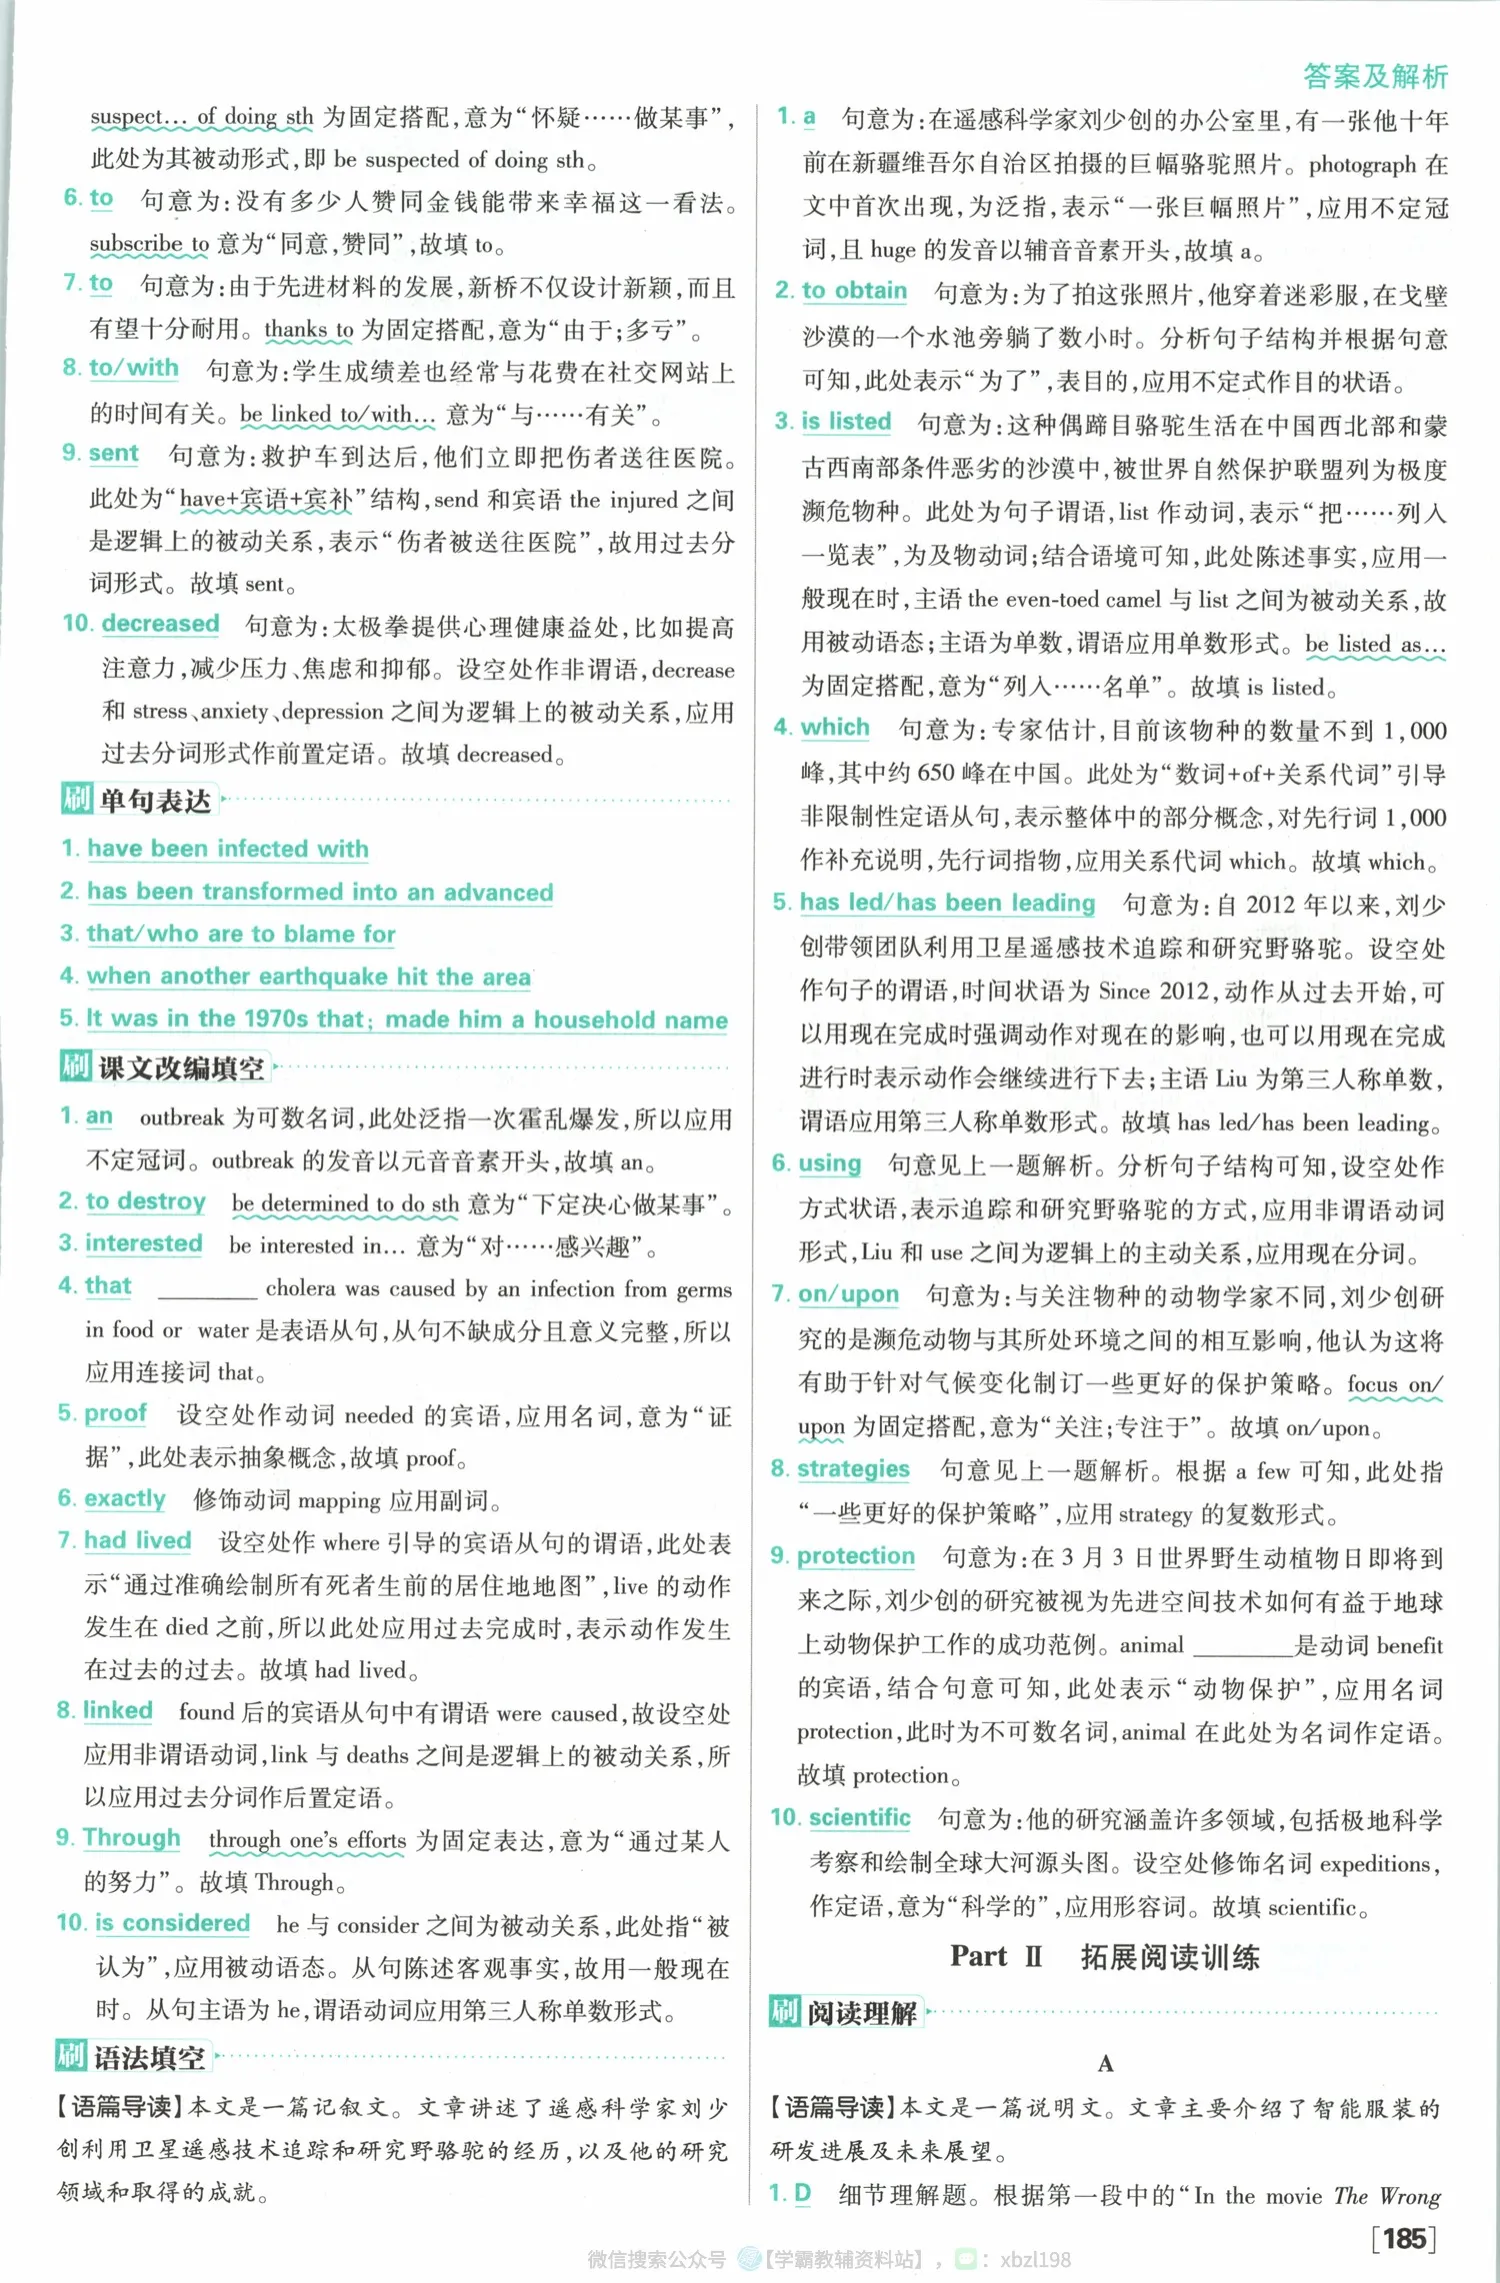 答案及解析
suspect… of doing sth 为固定搭配,意为“怀疑……做某事”,
此处为其被动形式,即 be suspected of doing sth。
6. to 句意为:没有多少人赞同金钱能带来幸福这一看法。
subscribe to 意为“同意,赞同”,故填 to。
7. to 句意为:由于先进材料的发展,新桥不仅设计新颖,而且
有望十分耐用。thanks to 为固定搭配,意为“由于;多亏”。
8. to/with 句意为:学生成绩差也经常与花费在社交网站上
的时间有关。be linked to/with… 意为“与……有关”。
9. sent 句意为:救护车到达后,他们立即把伤者送往医院。
此处为“have+宾语+宾补”结构,send 和宾语 the injured 之间
是逻辑上的被动关系,表示“伤者被送往医院”,故用过去分
词形式。故填 sent。
10. decreased 句意为:太极拳提供心理健康益处,比如提高
注意力,减少压力、焦虑和抑郁。设空处作非谓语,decrease
和 stress、anxiety、depression 之间为逻辑上的被动关系,应用
过去分词形式作前置定语。故填 decreased。
刷 单句表达
1. have been infected with
2. has been transformed into an advanced
3. that/who are to blame for
4. when another earthquake hit the area
5. It was in the 1970s that; made him a household name
刷 课文改编填空
1. an outbreak 为可数名词,此处泛指一次霍乱爆发,所以应用
不定冠词。outbreak 的发音以元音音素开头,故填 an。
2. to destroy be determined to do sth 意为“下定决心做某事”。
3. interested be interested in… 意为“对……感兴趣”。
4. that ________ cholera was caused by an infection from germs
in food or water 是表语从句,从句不缺成分且意义完整,所以
应用连接词 that。
5. proof 设空处作动词 needed 的宾语,应用名词,意为“证
据”,此处表示抽象概念,故填 proof。
6. exactly 修饰动词 mapping 应用副词。
7. had lived 设空处作 where 引导的宾语从句的谓语,此处表
示“通过准确绘制所有死者生前的居住地地图”,live 的动作
发生在 died 之前,所以此处应用过去完成时,表示动作发生
在过去的过去。故填 had lived。
8. linked found 后的宾语从句中有谓语 were caused,故设空处
应用非谓语动词,link 与 deaths 之间是逻辑上的被动关系,所
以应用过去分词作后置定语。
9. Through through one's efforts 为固定表达,意为“通过某人
的努力”。故填 Through。
10. is considered he 与 consider 之间为被动关系,此处指“被
认为”,应用被动语态。从句陈述客观事实,故用一般现在
时。从句主语为 he,谓语动词应用第三人称单数形式。
刷 语法填空
【语篇导读】本文是一篇记叙文。文章讲述了遥感科学家刘少
创利用卫星遥感技术追踪和研究野骆驼的经历,以及他的研究
领域和取得的成就。
1. a 句意为:在遥感科学家刘少创的办公室里,有一张他十年
前在新疆维吾尔自治区拍摄的巨幅骆驼照片。photograph 在
文中首次出现,为泛指,表示“一张巨幅照片”,应用不定冠
词,且 huge 的发音以辅音音素开头,故填 a。
2. to obtain 句意为:为了拍这张照片,他穿着迷彩服,在戈壁
沙漠的一个水池旁躺了数小时。分析句子结构并根据句意
可知,此处表示“为了”,表目的,应用不定式作目的状语。
3. is listed 句意为:这种偶蹄目骆驼生活在中国西北部和蒙
古西南部条件恶劣的沙漠中,被世界自然保护联盟列为极度
濒危物种。此处为句子谓语,list 作动词,表示“把……列入
一览表”,为及物动词;结合语境可知,此处陈述事实,应用一
般现在时,主语 the even-toed camel 与 list 之间为被动关系,故
用被动语态;主语为单数,谓语应用单数形式。be listed as…
为固定搭配,意为“列入……名单”。故填 is listed。
4. which 句意为:专家估计,目前该物种的数量不到 1,000
峰,其中约 650 峰在中国。此处为“数词+of+关系代词”引导
非限制性定语从句,表示整体中的部分概念,对先行词 1,000
作补充说明,先行词指物,应用关系代词 which。故填 which。
5. has led/has been leading 句意为:自 2012 年以来,刘少
创带领团队利用卫星遥感技术追踪和研究野骆驼。设空处
作句子的谓语,时间状语为 Since 2012,动作从过去开始,可
以用现在完成时强调动作对现在的影响,也可以用现在完成
进行时表示动作会继续进行下去;主语 Liu 为第三人称单数,
谓语应用第三人称单数形式。故填 has led/has been leading。
6. using 句意见上一题解析。分析句子结构可知,设空处作
方式状语,表示追踪和研究野骆驼的方式,应用非谓语动词
形式,Liu 和 use 之间为逻辑上的主动关系,应用现在分词。
7. on/upon 句意为:与关注物种的动物学家不同,刘少创研
究的是濒危动物与其所处环境之间的相互影响,他认为这将
有助于针对气候变化制订一些更好的保护策略。focus on/
upon 为固定搭配,意为“关注;专注于”。故填 on/upon。
8. strategies 句意见上一题解析。根据 a few 可知,此处指
“一些更好的保护策略”,应用 strategy 的复数形式。
9. protection 句意为:在 3 月 3 日世界野生动植物日即将到
来之际,刘少创的研究被视为先进空间技术如何有益于地球
上动物保护工作的成功范例。animal ________ 是动词 benefit
的宾语,结合句意可知,此处表示“动物保护”,应用名词
protection,此时为不可数名词,animal 在此处为名词作定语。
故填 protection。
10. scientific 句意为:他的研究涵盖许多领域,包括极地科学
考察和绘制全球大河源头图。设空处修饰名词 expeditions,
作定语,意为“科学的”,应用形容词。故填 scientific。
Part Ⅱ 拓展阅读训练
刷 阅读理解
A
【语篇导读】本文是一篇说明文。文章主要介绍了智能服装的
研发进展及未来展望。
1. D 细节理解题。根据第一段中的“In the movie The Wrong
[185]
微信搜索公众号 【学霸教辅资料站】, : xbzl198